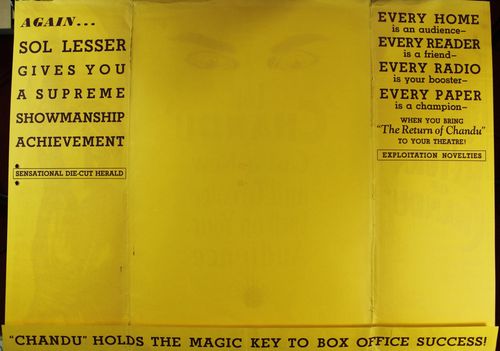 AGAIN...
SOL LESSER
GIVES YOU
A SUPREME
SHOWMANSHIP
ACHIEVEMENT
SENSATIONAL DIE-CUT HERALD
EVERY HOME
is an audience—
EVERY READER
is a friend—
EVERY RADIO
is your booster—
EVERY PAPER
is a champion—
WHEN YOU BRING
"The Return of Chandu"
TO YOUR THEATRE!
EXPLOITATION NOVELTIES
"CHANDU" HOLDS THE MAGIC KEY TO BOX OFFICE SUCCESS!